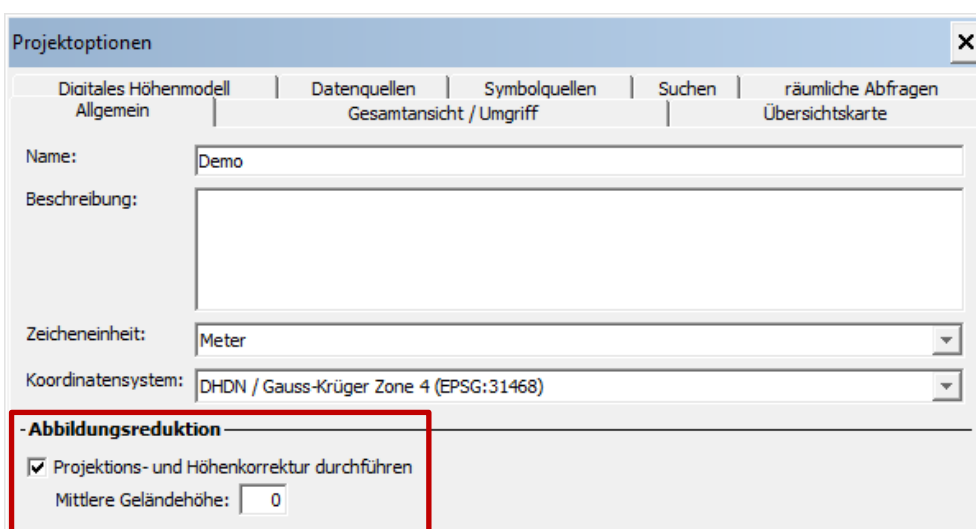 Projektoptionen
Digitales Höhenmodell Datenquellen Symbolquellen Suchen räumliche Abfragen
Allgemein Gesamtansicht / Umgriff Übersichtskarte
Name: Demo
Beschreibung:
Zeicheneinheit: Meter
Koordinatensystem: DHDN / Gauss-Krüger Zone 4 (EPSG:31468)
Abbildungsreduktion
Projektions- und Höhenkorrektur durchführen
Mittlere Geländehöhe: 0